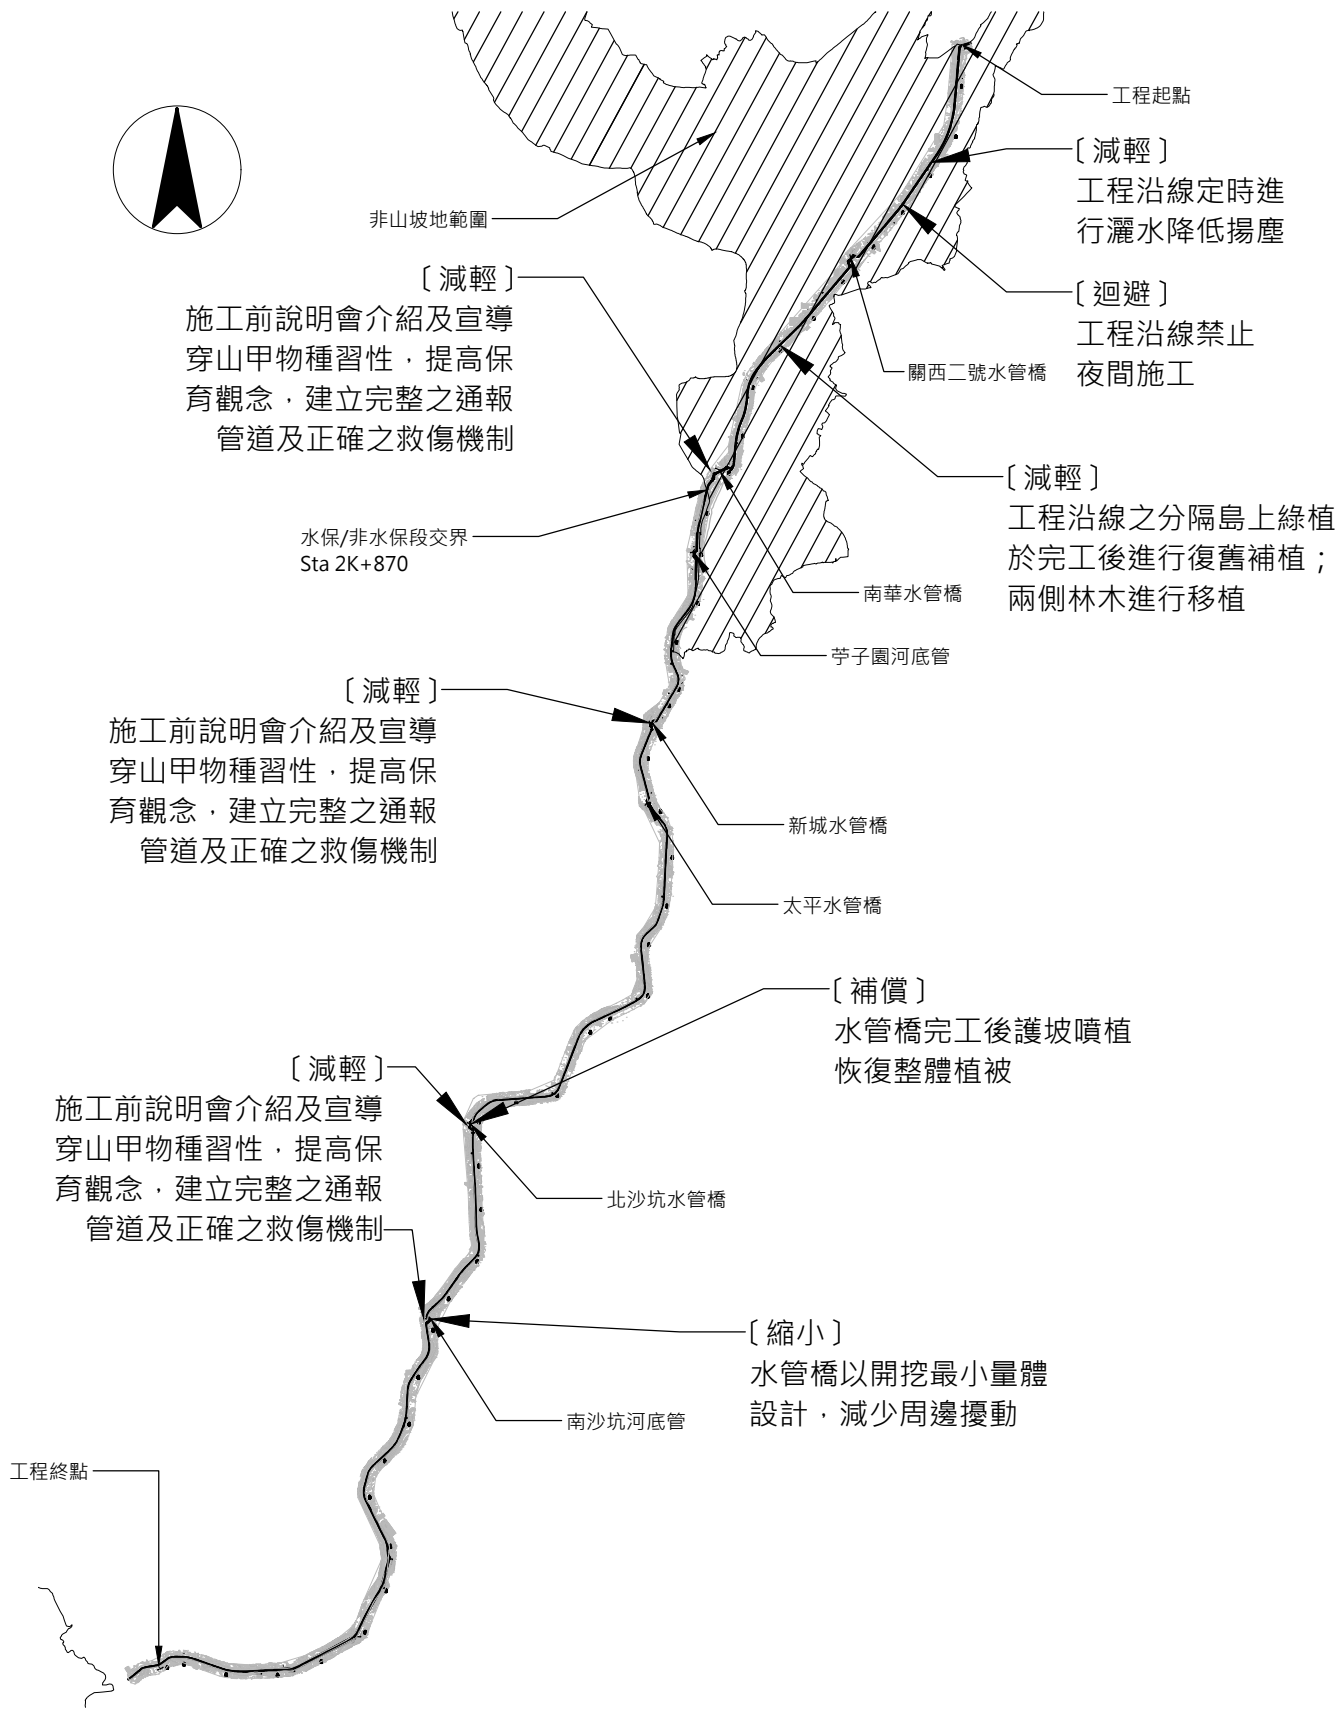 工程起點
〔減輕〕
工程沿線定時進
行灑水降低揚塵
非山坡地範圍
〔減輕〕
施工前說明會介紹及宣導
穿山甲物種習性，提高保
育觀念，建立完整之通報
管道及正確之救傷機制
〔迴避〕
工程沿線禁止
夜間施工
關西二號水管橋
〔減輕〕
工程沿線之分隔島上綠植
於完工後進行復舊補植；
兩側林木進行移植
水保/非水保段交界
Sta 2K+870
南華水管橋
苧子園河底管
〔減輕〕
施工前說明會介紹及宣導
穿山甲物種習性，提高保
育觀念，建立完整之通報
管道及正確之救傷機制
新城水管橋
太平水管橋
〔補償〕
水管橋完工後護坡噴植
恢復整體植被
〔減輕〕
施工前說明會介紹及宣導
穿山甲物種習性，提高保
育觀念，建立完整之通報
管道及正確之救傷機制
北沙坑水管橋
〔縮小〕
水管橋以開挖最小量體
設計，減少周邊擾動
南沙坑河底管
工程終點